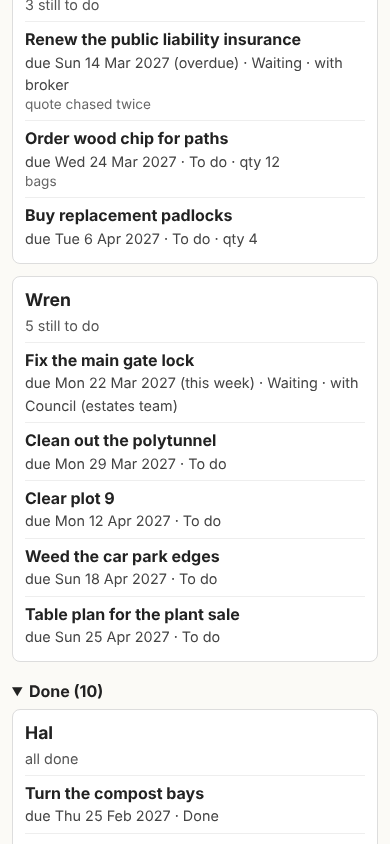 3 still to do
Renew the public liability insurance
due Sun 14 Mar 2027 (overdue) · Waiting · with
broker
quote chased twice
Order wood chip for paths
due Wed 24 Mar 2027 · To do · qty 12
bags
Buy replacement padlocks
due Tue 6 Apr 2027 · To do · qty 4
Wren
5 still to do
Fix the main gate lock
due Mon 22 Mar 2027 (this week) · Waiting · with
Council (estates team)
Clean out the polytunnel
due Mon 29 Mar 2027 · To do
Clear plot 9
due Mon 12 Apr 2027 · To do
Weed the car park edges
due Sun 18 Apr 2027 · To do
Table plan for the plant sale
due Sun 25 Apr 2027 · To do
▼ Done (10)
Hal
all done
Turn the compost bays
due Thu 25 Feb 2027 · Done